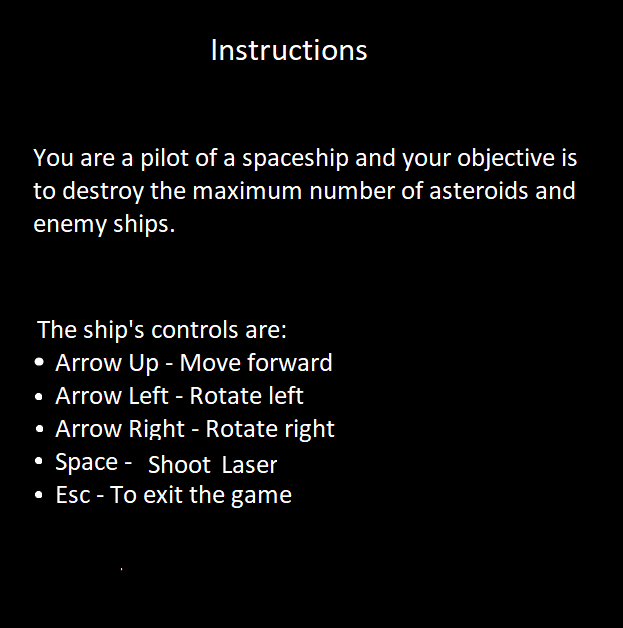 Instructions
You are a pilot of a spaceship and your objective is
to destroy the maximum number of asteroids and
enemy ships.
The ship's controls are:
• Arrow Up - Move forward
• Arrow Left - Rotate left
• Arrow Right - Rotate right
• Space - Shoot Laser
• Esc - To exit the game